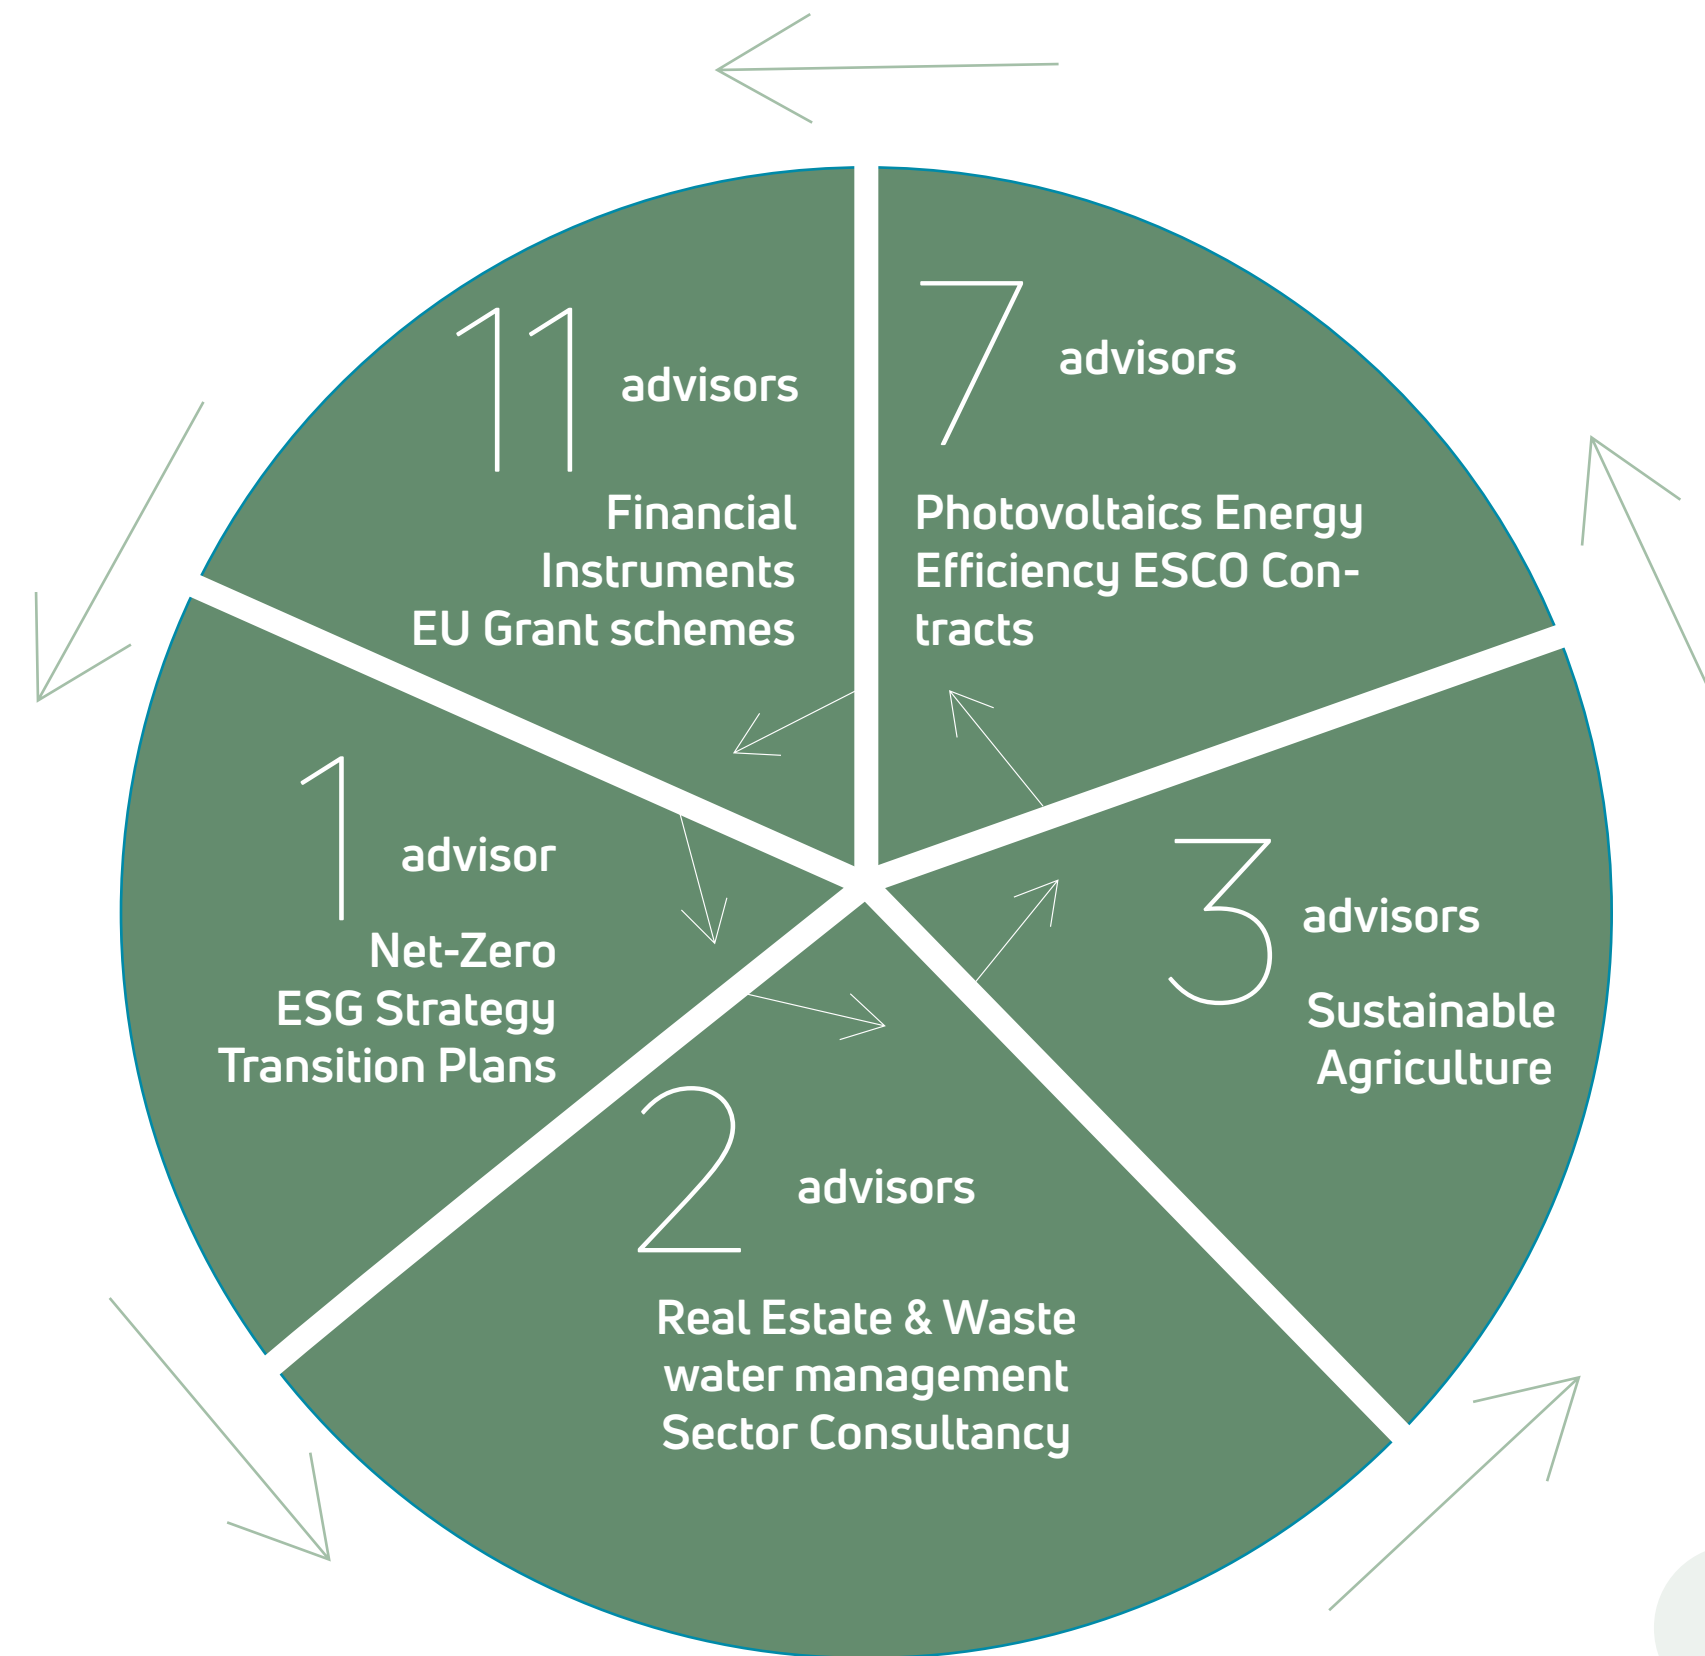 11 advisors
Financial
Instruments
EU Grant schemes
7 advisors
Photovoltaics Energy
Efficiency ESCO Con-
tracts
1 advisor
Net-Zero
ESG Strategy
Transition Plans
3 advisors
Sustainable
Agriculture
2 advisors
Real Estate & Waste
water management
Sector Consultancy